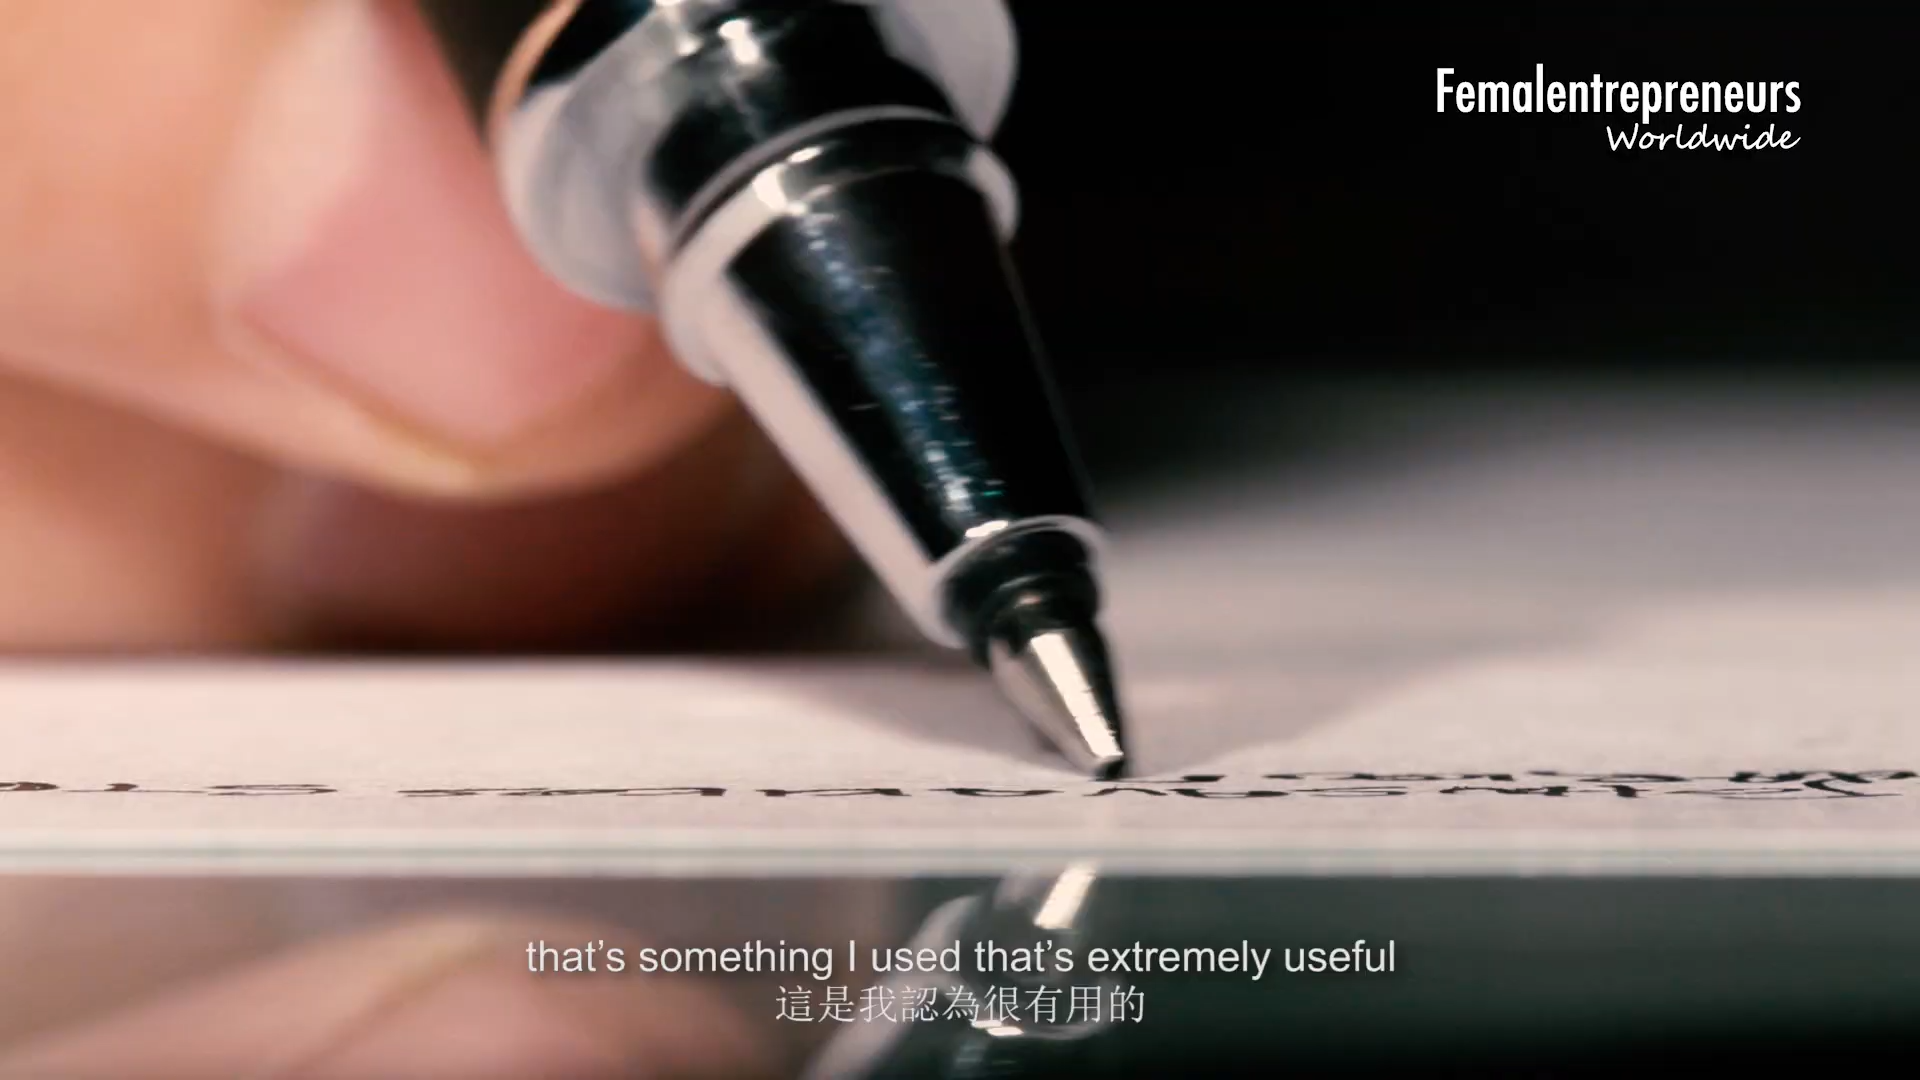 Femalentrepreneurs
Worldwide
that’s something I used that’s extremely useful
這是我認為很有用的